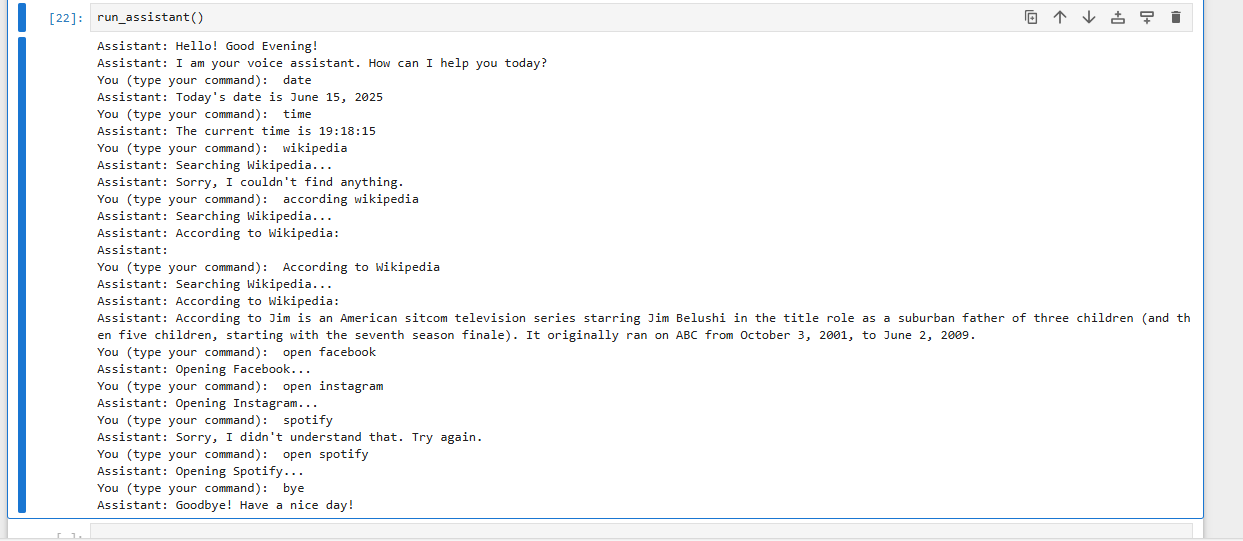 [22]: run_assistant()
Assistant: Hello! Good Evening!
Assistant: I am your voice assistant. How can I help you today?
You (type your command):  date
Assistant: Today's date is June 15, 2025
You (type your command):  time
Assistant: The current time is 19:18:15
You (type your command):  wikipedia
Assistant: Searching Wikipedia...
Assistant: Sorry, I couldn't find anything.
You (type your command):  according wikipedia
Assistant: Searching Wikipedia...
Assistant: According to Wikipedia:
Assistant:
You (type your command):  According to Wikipedia
Assistant: Searching Wikipedia...
Assistant: According to Wikipedia:
Assistant: According to Jim is an American sitcom television series starring Jim Belushi in the title role as a suburban father of three children (and th
en five children, starting with the seventh season finale). It originally ran on ABC from October 3, 2001, to June 2, 2009.
You (type your command):  open facebook
Assistant: Opening Facebook...
You (type your command):  open instagram
Assistant: Opening Instagram...
You (type your command):  spotify
Assistant: Sorry, I didn't understand that. Try again.
You (type your command):  open spotify
Assistant: Opening Spotify...
You (type your command):  bye
Assistant: Goodbye! Have a nice day!
[ ]: